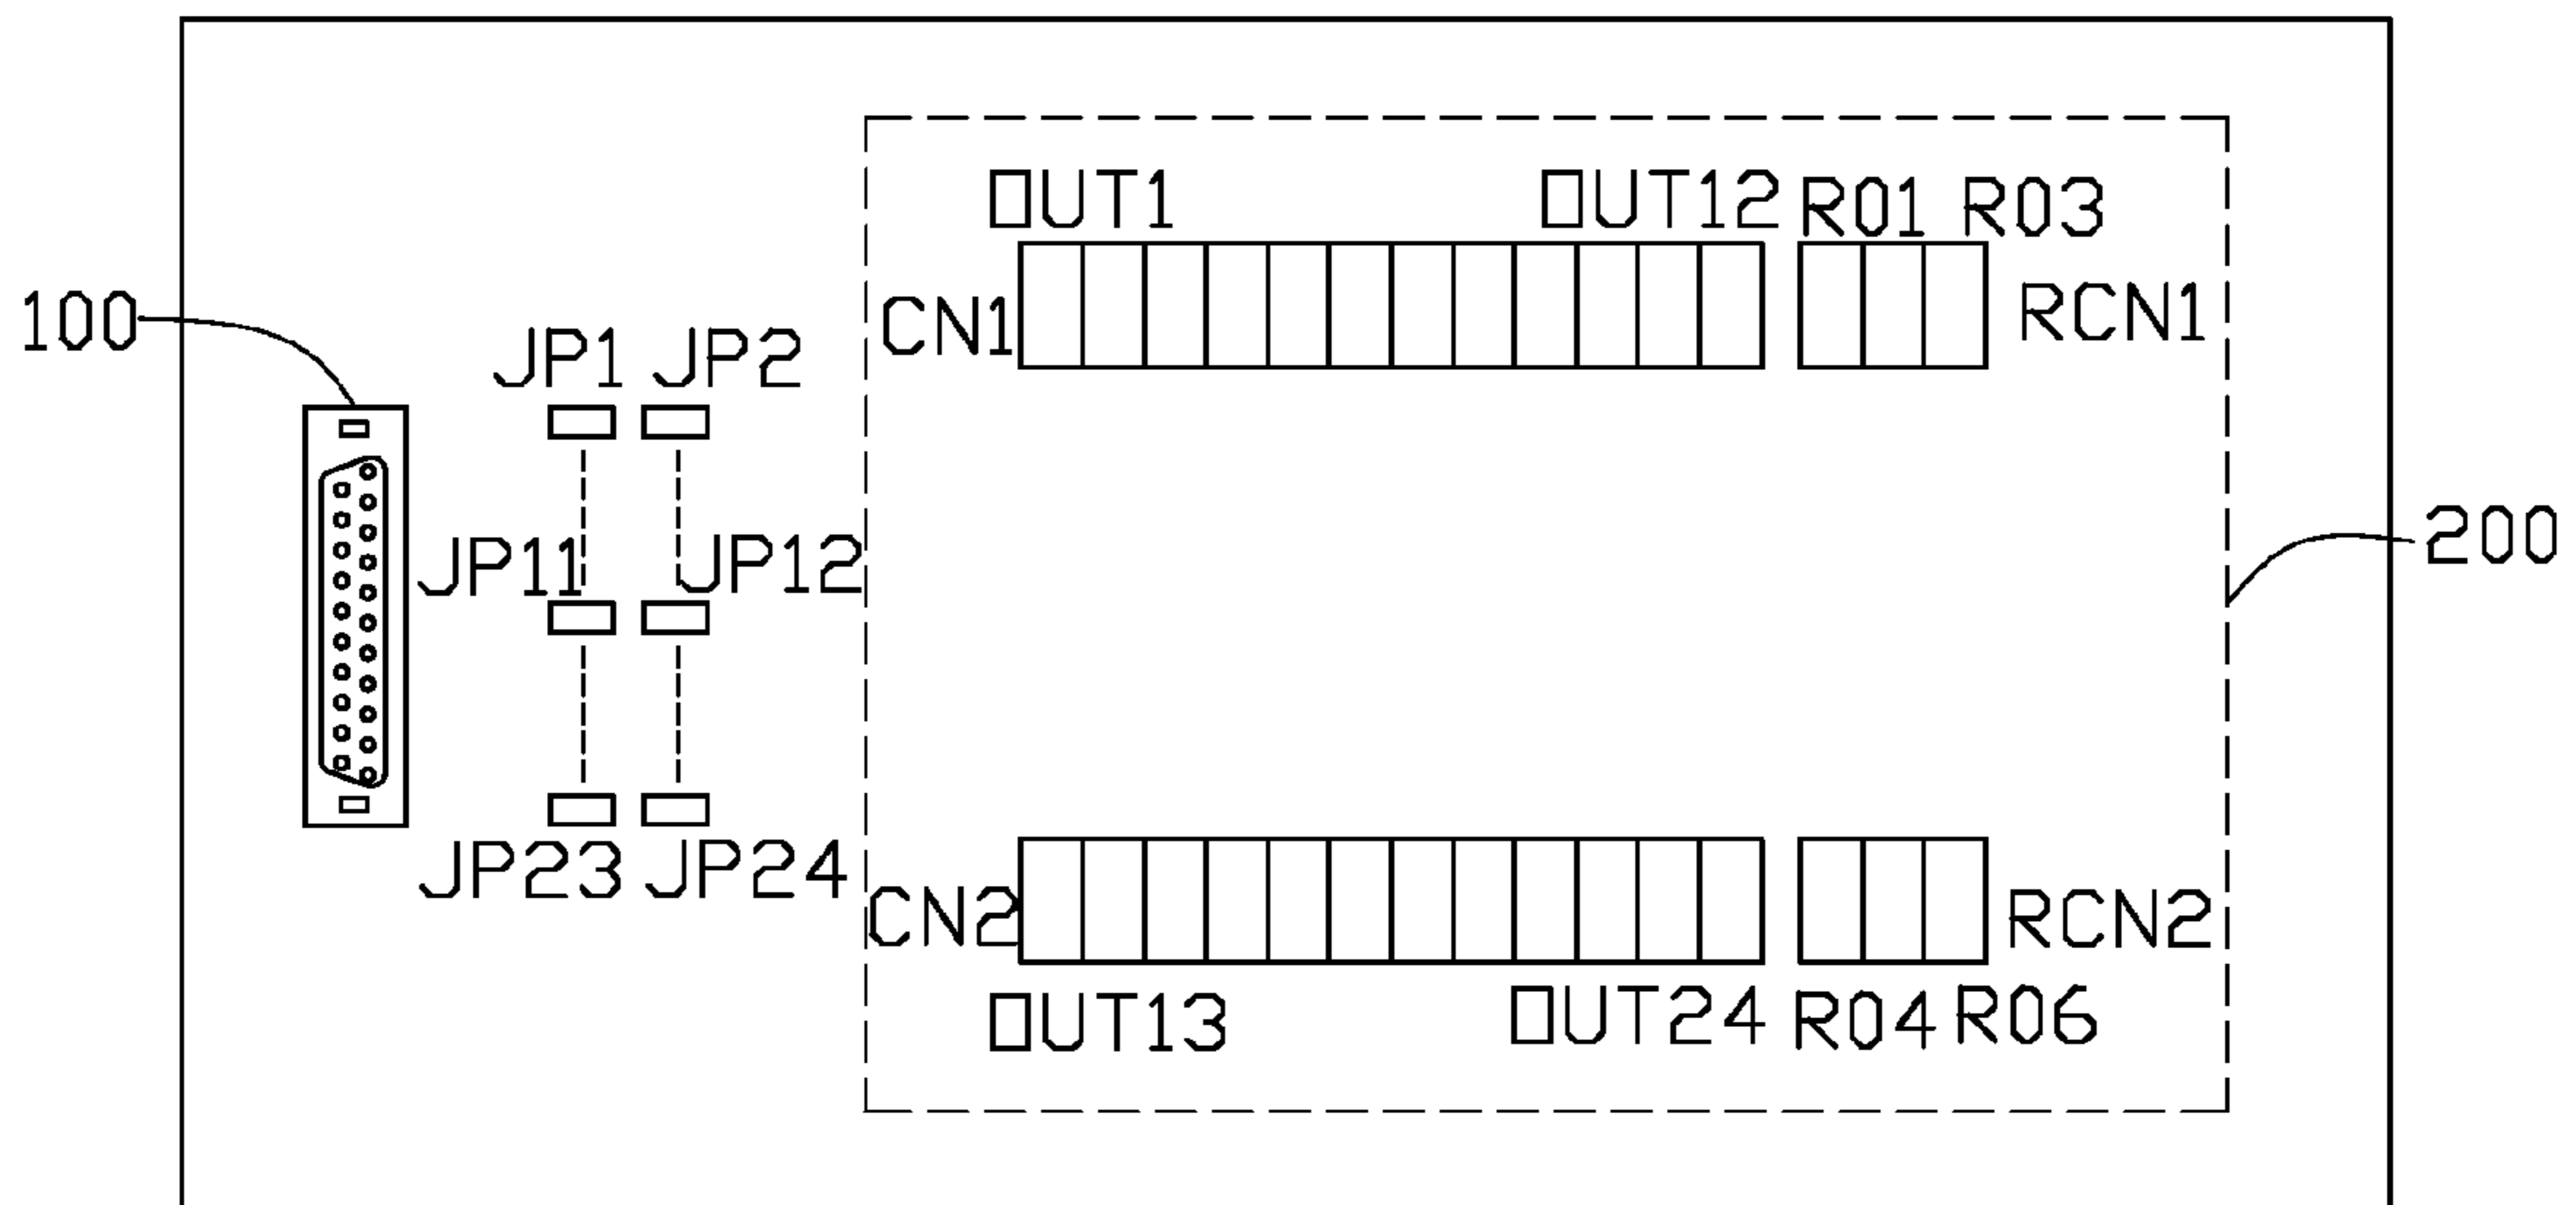 OUT1 OUT12 R01 R03
100 JP1 JP2 CN1 RCN1
JP11 JP12 200
JP23 JP24 CN2 RCN2
OUT13 OUT24 R04 R06